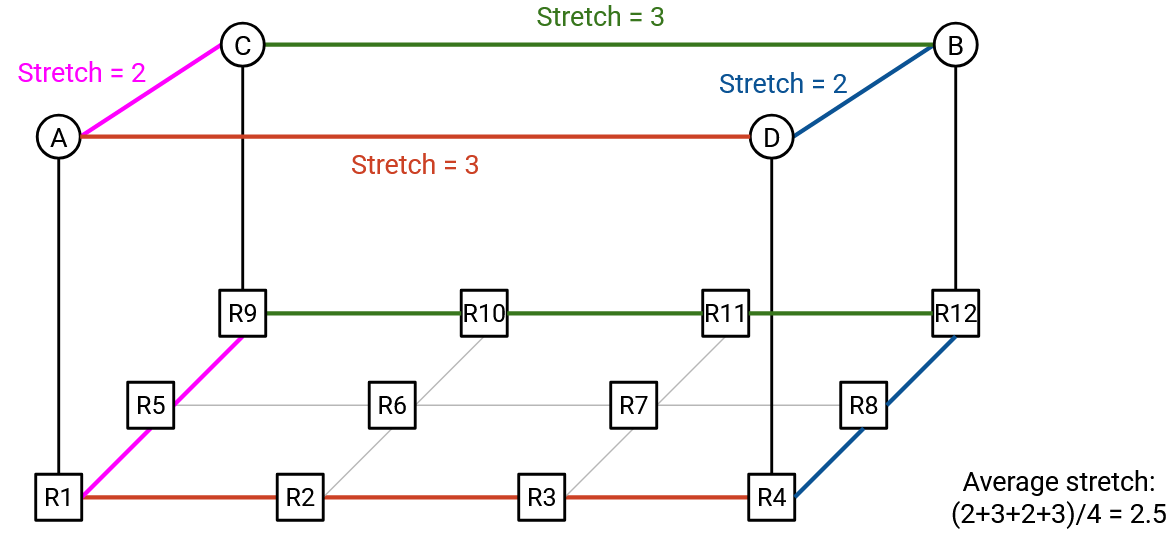 Stretch = 3
C
B
Stretch = 2
Stretch = 2
A
D
Stretch = 3
R9
R10
R11
R12
R5
R6
R7
R8
R1
R2
R3
R4
Average stretch:
(2+3+2+3)/4 = 2.5